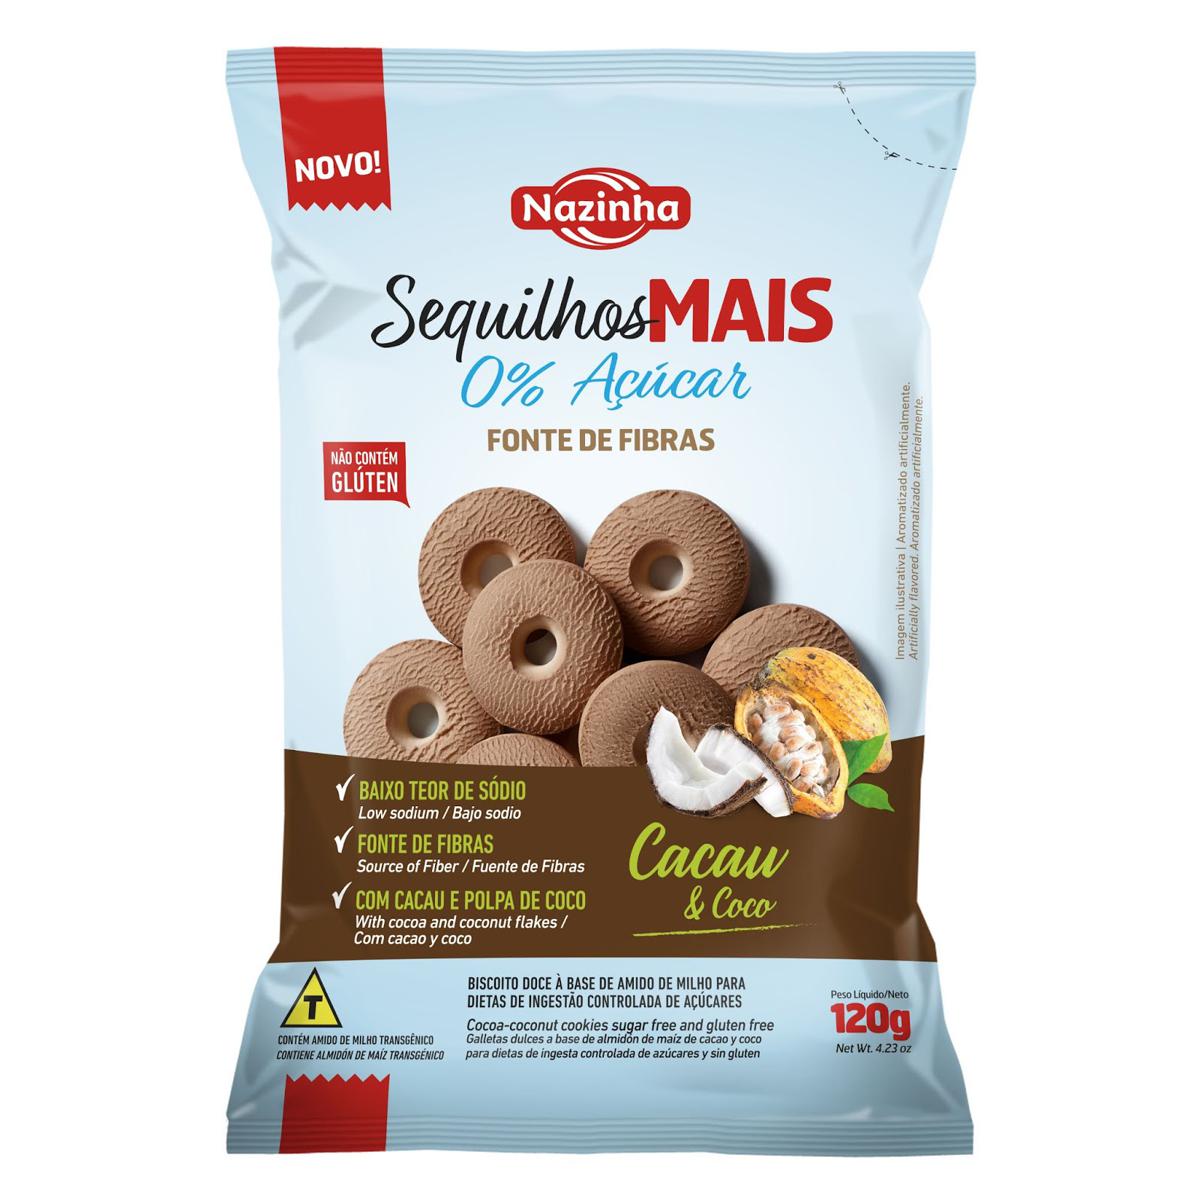 NOVO!
Nazinha
SequilhosMAIS
0% Açúcar
FONTE DE FIBRAS
NÃO CONTÉM
GLÚTEN
Imagem ilustrativa | Aromatizado artificialmente.
Artificially flavored. Aromatizado artificialmente.
BAIXO TEOR DE SÓDIO
Low sodium / Bajo sodio
FONTE DE FIBRAS
Source of Fiber / Fuente de Fibras
COM CACAU E POLPA DE COCO
With cocoa and coconut flakes /
Com cacao y coco
Cacau
& Coco
T
CONTÉM AMIDO DE MILHO TRANSGÊNICO
CONTIENE ALMIDÓN DE MAÍZ TRANSGÉNICO
BISCOITO DOCE À BASE DE AMIDO DE MILHO PARA
DIETAS DE INGESTÃO CONTROLADA DE AÇÚCARES
Cocoa-coconut cookies sugar free and gluten free
Galletas dulces a base de almidón de maíz de cacao y coco
para dietas de ingesta controlada de azúcares y sin gluten
Peso Líquido/Neto
120g
Net Wt. 4.23 oz